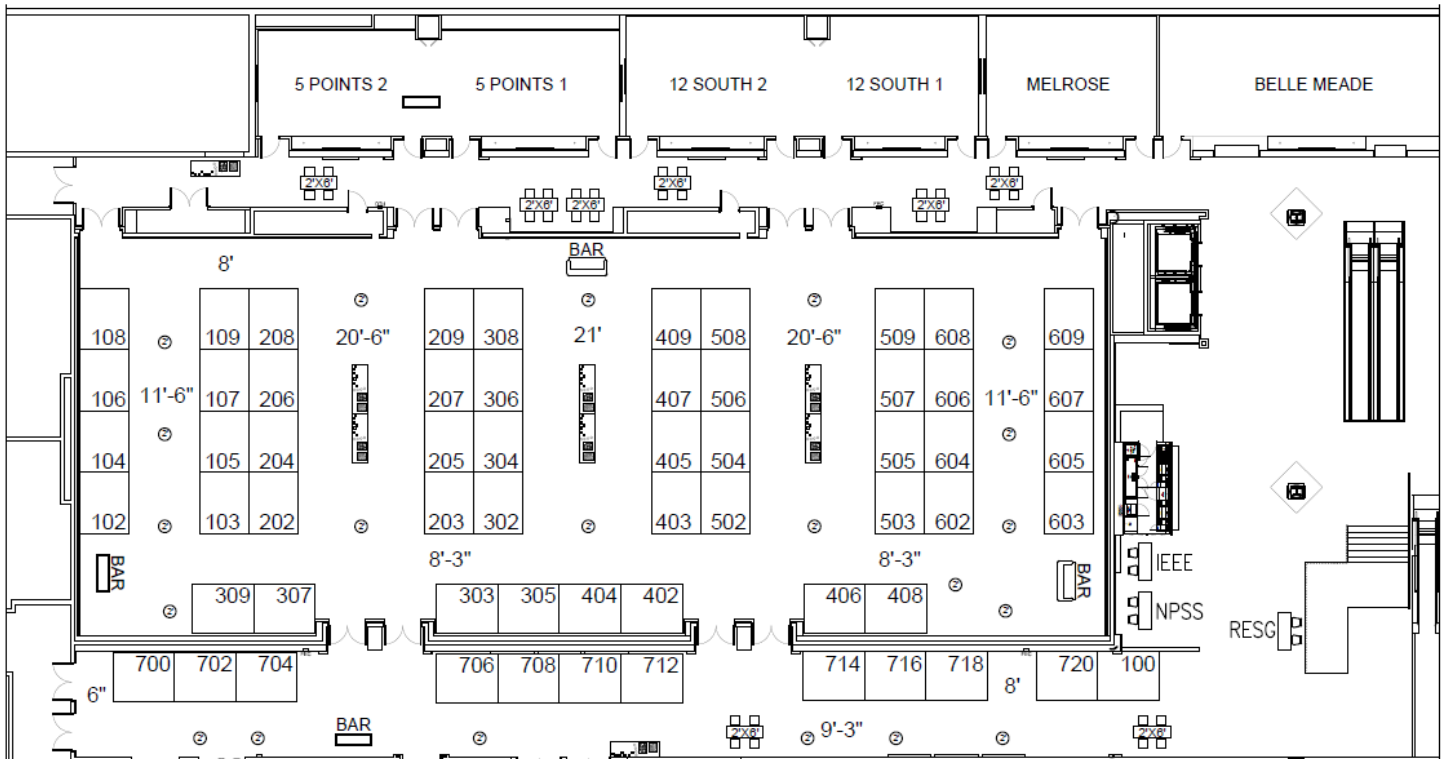 5 POINTS 2 5 POINTS 1 12 SOUTH 2 12 SOUTH 1 MELROSE BELLE MEADE
2'X6' 2'X6' 2'X6'
2'X6' 2'X6' 2'X6'
BAR
8'
108 109 208 20'-6" 209 308 21' 409 508 20'-6" 509 608 609
106 11'-6" 107 206 207 306 407 506 507 606 11'-6" 607
104 105 204 205 304 405 504 505 604 605
102 103 202 203 302 403 502 503 602 603
8'-3" 8'-3"
BAR BAR
IEEE
309 307 303 305 404 402 406 408
NPSS
RESG
700 702 704 706 708 710 712 714 716 718 720 100
6" 8'
BAR 2'X6' 9'-3" 2'X6'